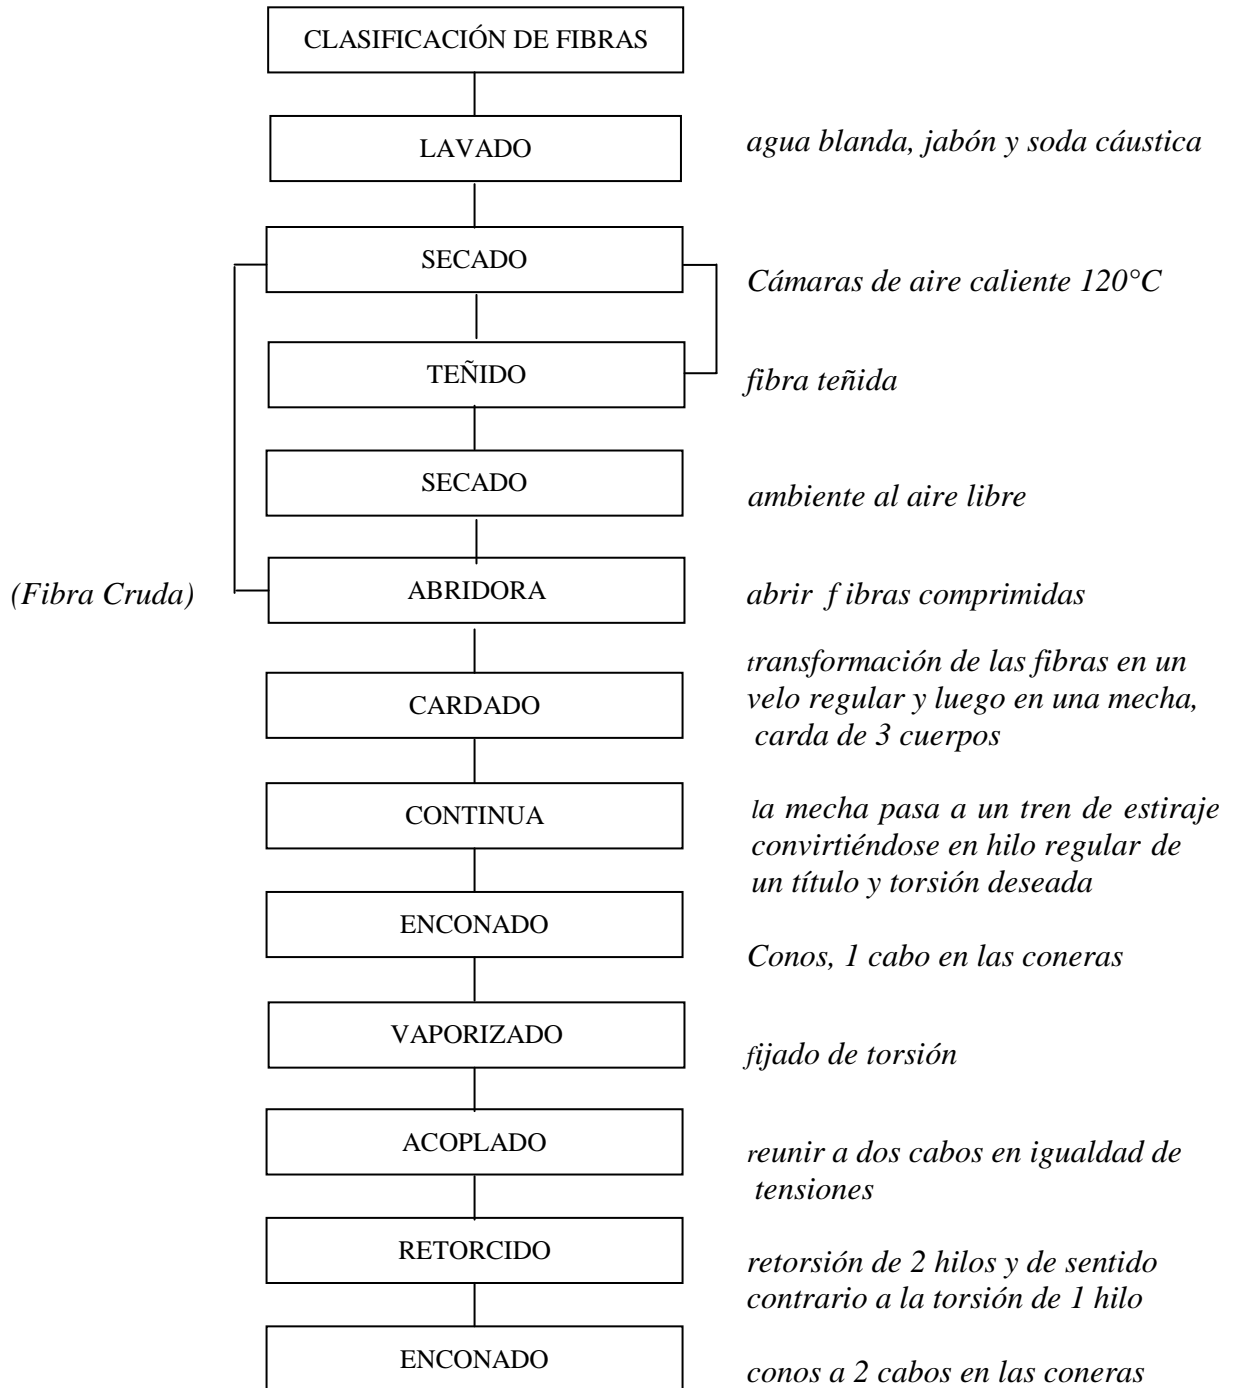 CLASIFICACIÓN DE FIBRAS
LAVADO
agua blanda, jabón y soda cáustica
SECADO
Cámaras de aire caliente 120°C
TEÑIDO
fibra teñida
SECADO
ambiente al aire libre
(Fibra Cruda)
ABRIDORA
abrir f ibras comprimidas
CARDADO
transformación de las fibras en un
velo regular y luego en una mecha,
carda de 3 cuerpos
CONTINUA
la mecha pasa a un tren de estiraje
convirtiéndose en hilo regular de
un título y torsión deseada
ENCONADO
Conos, 1 cabo en las coneras
VAPORIZADO
fijado de torsión
ACOPLADO
reunir a dos cabos en igualdad de
tensiones
RETORCIDO
retorsión de 2 hilos y de sentido
contrario a la torsión de 1 hilo
ENCONADO
conos a 2 cabos en las coneras